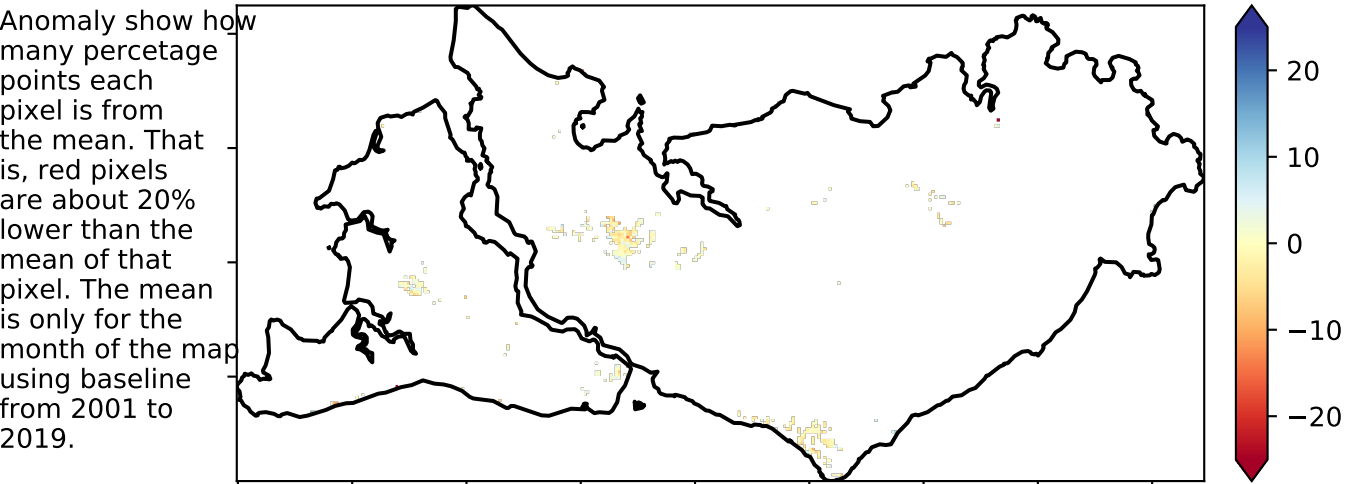 Anomaly show how
many percetage
points each
pixel is from
the mean. That
is, red pixels
are about 20%
lower than the
mean of that
pixel. The mean
is only for the
month of the map
using baseline
from 2001 to
2019.
20
10
0
−10
−20